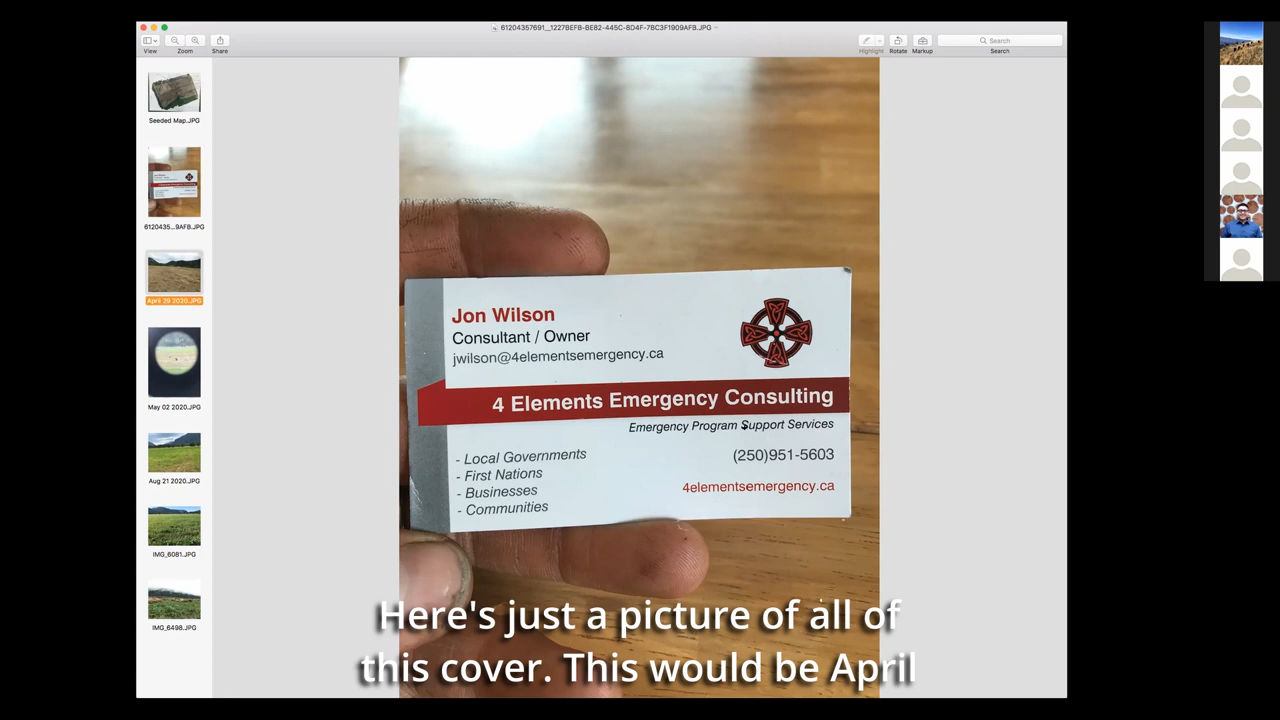 61204357691__1227BEFB-BE82-445C-8D4F-7BC3F1909AFB.JPG
View
Zoom
Share
Highlight
Rotate
Markup
Search
Search
Seeded Map.JPG
6120435...9AFB.JPG
April 29 2020.JPG
May 02 2020.JPG
Aug 21 2020.JPG
IMG_6081.JPG
IMG_6498.JPG
Jon Wilson
Consultant / Owner
jwilson@4elementsemergency.ca
4 Elements Emergency Consulting
Emergency Program Support Services
- Local Governments
- First Nations
- Businesses
- Communities
(250)951-5603
4elementsemergency.ca
Here's just a picture of all of
this cover. This would be April